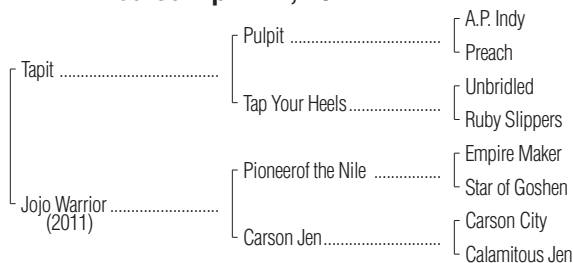 A.P. Indy
Pulpit
Preach
Tapit
Unbridled
Tap Your Heels
Ruby Slippers
Empire Maker
Pioneerof the Nile
Star of Goshen
Jojo Warrior
(2011)
Carson City
Carson Jen
Calamitous Jen